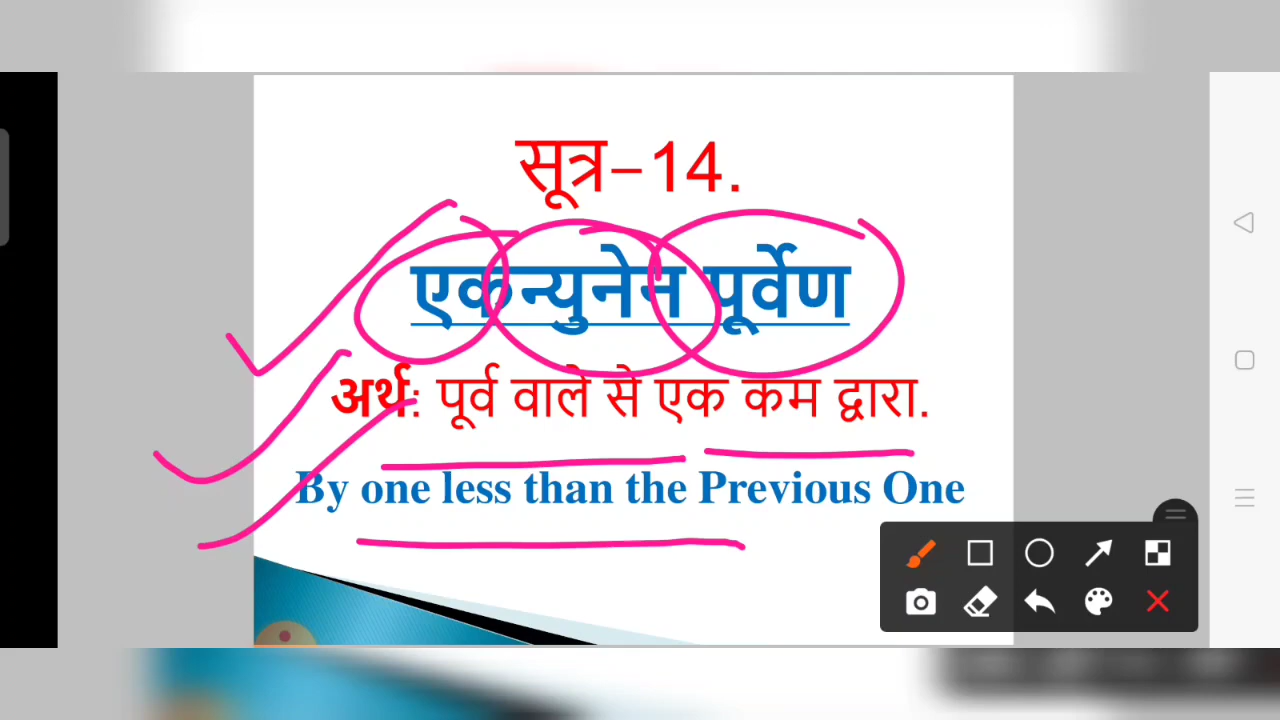 सूत्र–14.
एकन्युनेन पूर्वेण
अर्थ: पूर्व वाले से एक कम द्वारा.
By one less than the Previous One